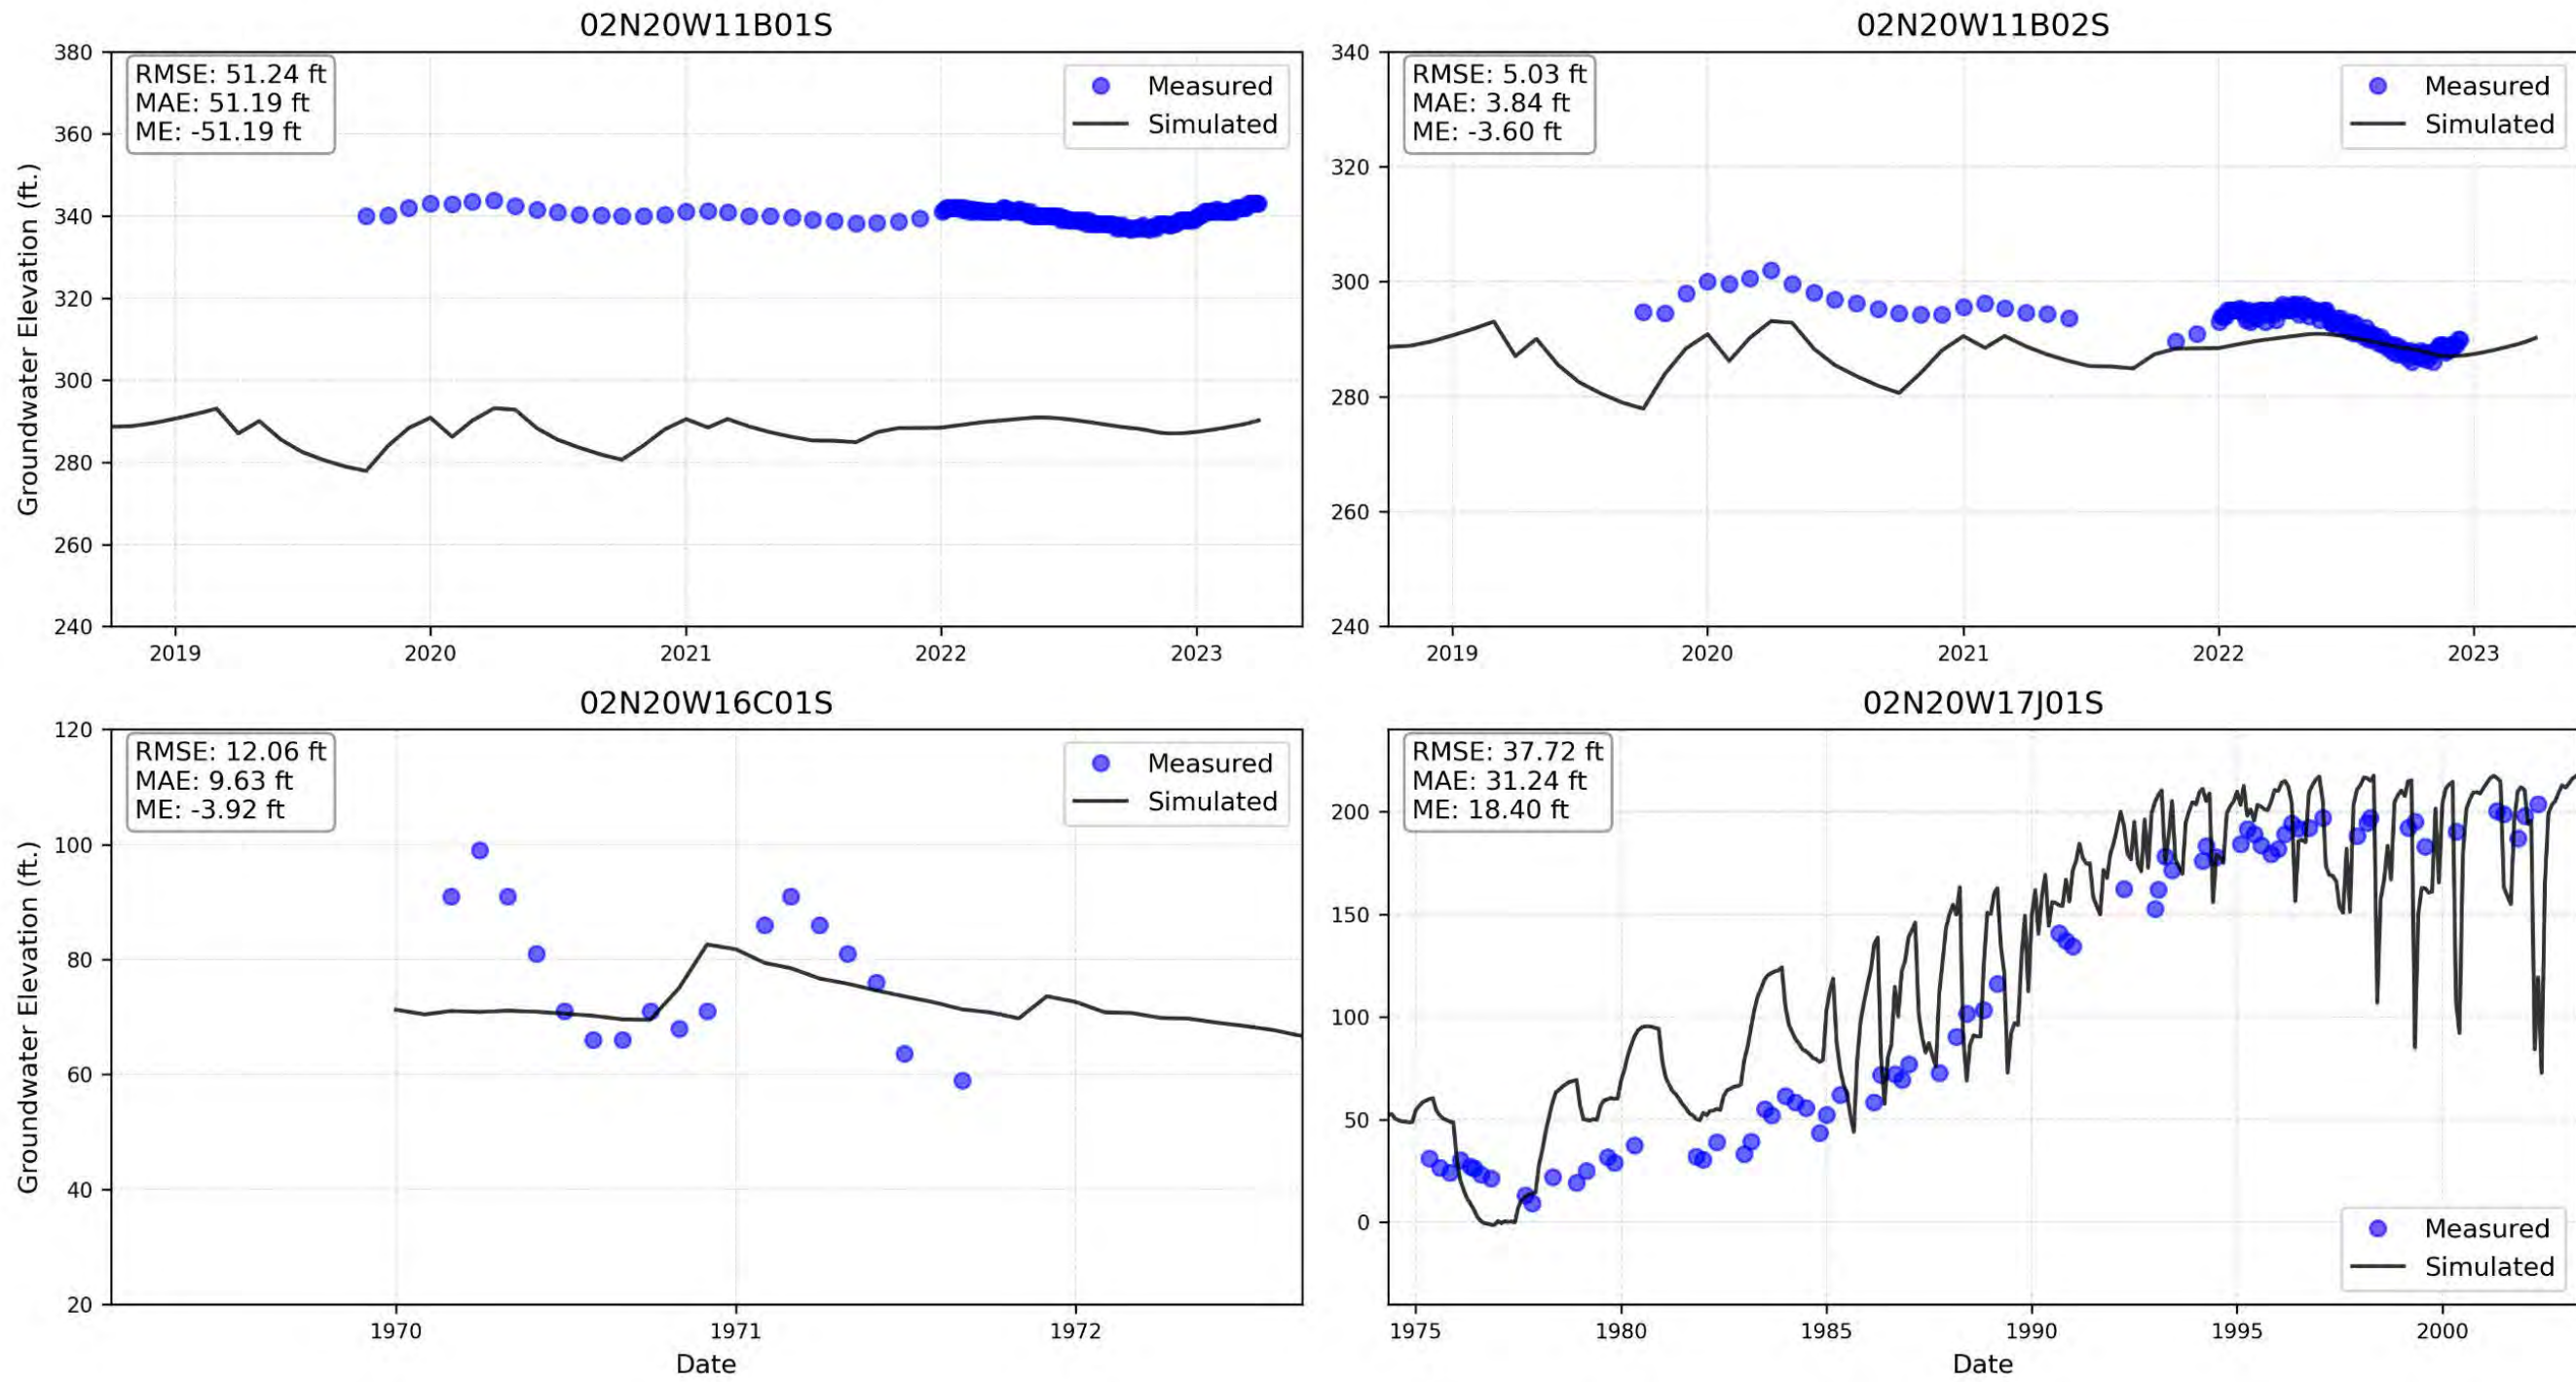 02N20W11B01S
RMSE: 51.24 ft
MAE: 51.19 ft
ME: -51.19 ft
Measured
Simulated
Groundwater Elevation (ft.)
380
360
340
320
300
280
260
240
2019
2020
2021
2022
2023
02N20W11B02S
RMSE: 5.03 ft
MAE: 3.84 ft
ME: -3.60 ft
Measured
Simulated
340
320
300
280
260
240
2019
2020
2021
2022
2023
02N20W16C01S
RMSE: 12.06 ft
MAE: 9.63 ft
ME: -3.92 ft
Measured
Simulated
Groundwater Elevation (ft.)
120
100
80
60
40
20
1970
1971
1972
Date
02N20W17J01S
RMSE: 37.72 ft
MAE: 31.24 ft
ME: 18.40 ft
200
150
100
50
0
Measured
Simulated
1975
1980
1985
1990
1995
2000
Date